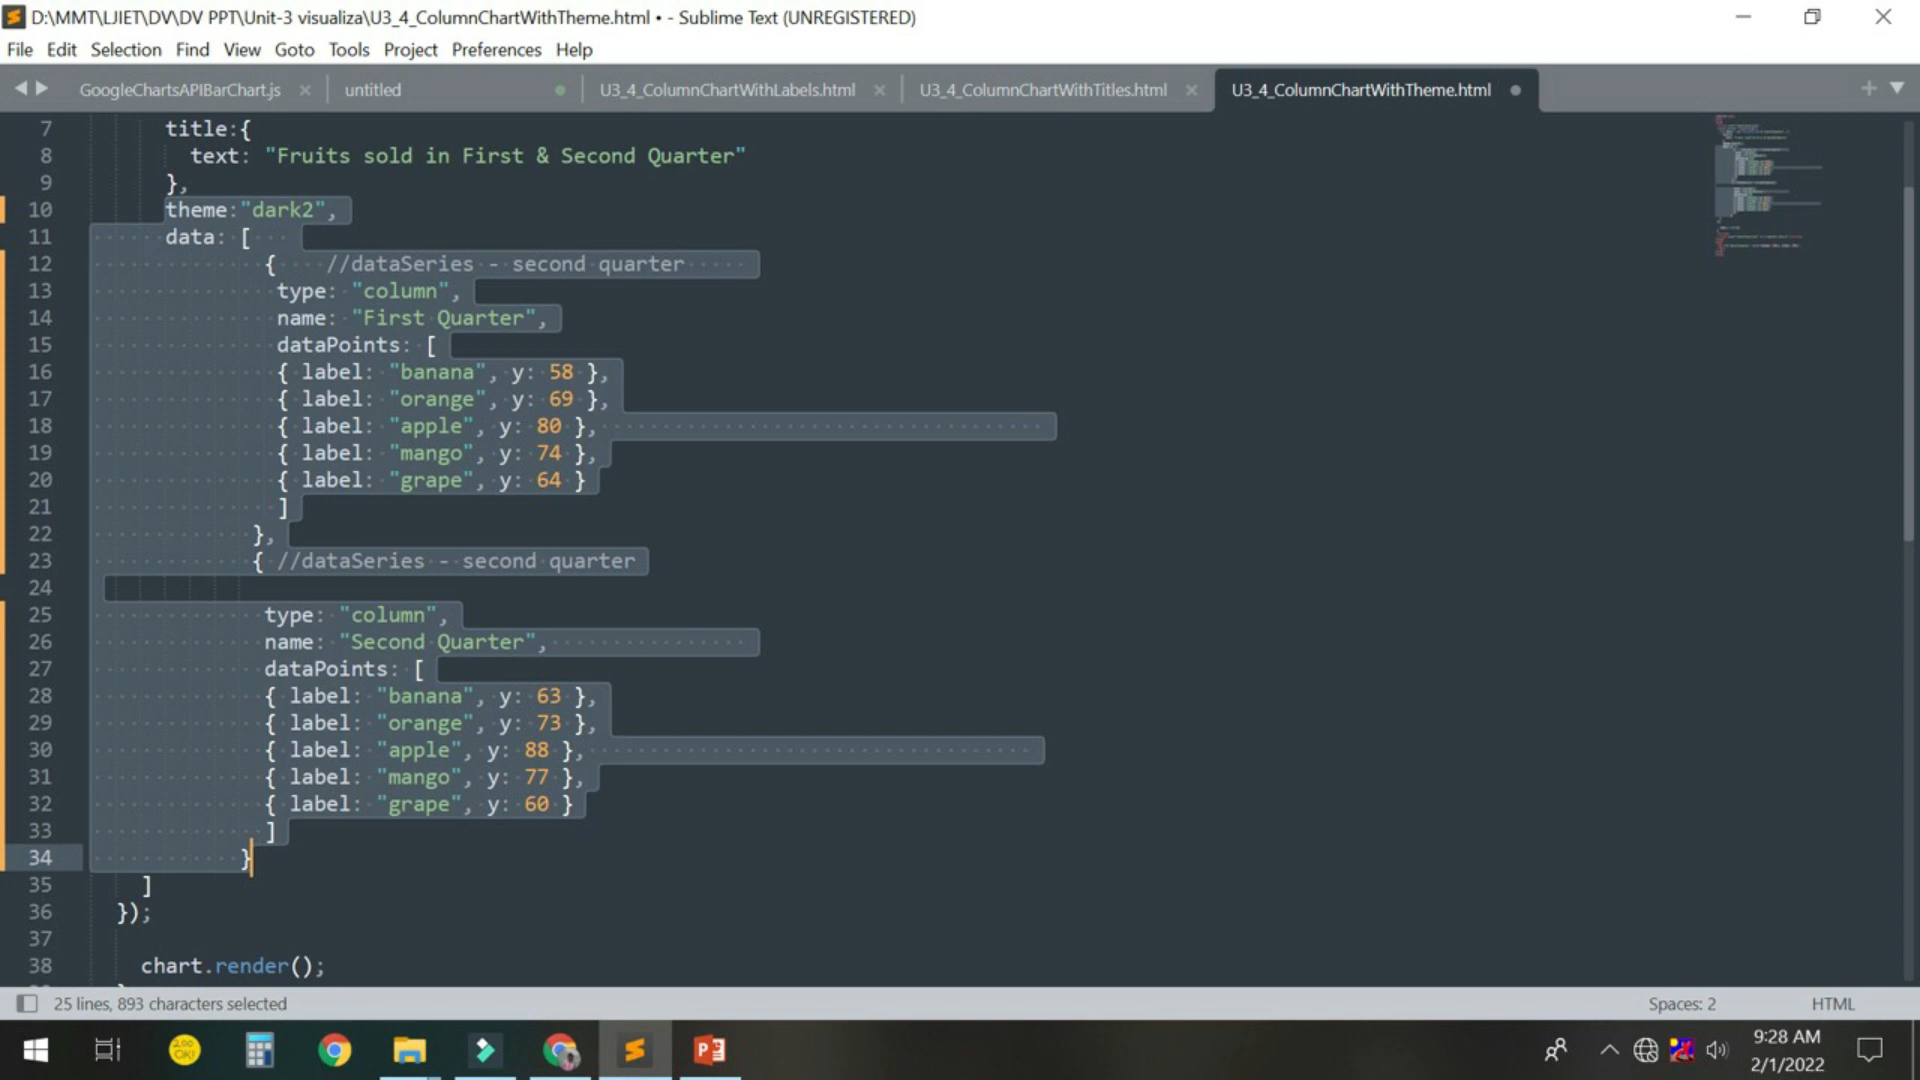 D:\MMT\LJIET\DV\DV PPT\Unit-3 visualiza\U3_4_ColumnChartWithTheme.html • - Sublime Text (UNREGISTERED)
File Edit Selection Find View Goto Tools Project Preferences Help
GoogleChartsAPIBarChart.js untitled U3_4_ColumnChartWithLabels.html U3_4_ColumnChartWithTitles.html U3_4_ColumnChartWithTheme.html
7 title:{
8 text: "Fruits sold in First & Second Quarter"
9 },
10 theme:"dark2",
11 data: [
12 { //dataSeries - second quarter
13 type: "column",
14 name: "First Quarter",
15 dataPoints: [
16 { label: "banana", y: 58 },
17 { label: "orange", y: 69 },
18 { label: "apple", y: 80 },
19 { label: "mango", y: 74 },
20 { label: "grape", y: 64 }
21 ]
22 },
23 { //dataSeries - second quarter
24
25 type: "column",
26 name: "Second Quarter",
27 dataPoints: [
28 { label: "banana", y: 63 },
29 { label: "orange", y: 73 },
30 { label: "apple", y: 88 },
31 { label: "mango", y: 77 },
32 { label: "grape", y: 60 }
33 ]
34 }
35 ]
36 });
37
38 chart.render();
25 lines, 893 characters selected Spaces: 2 HTML
9:28 AM
2/1/2022